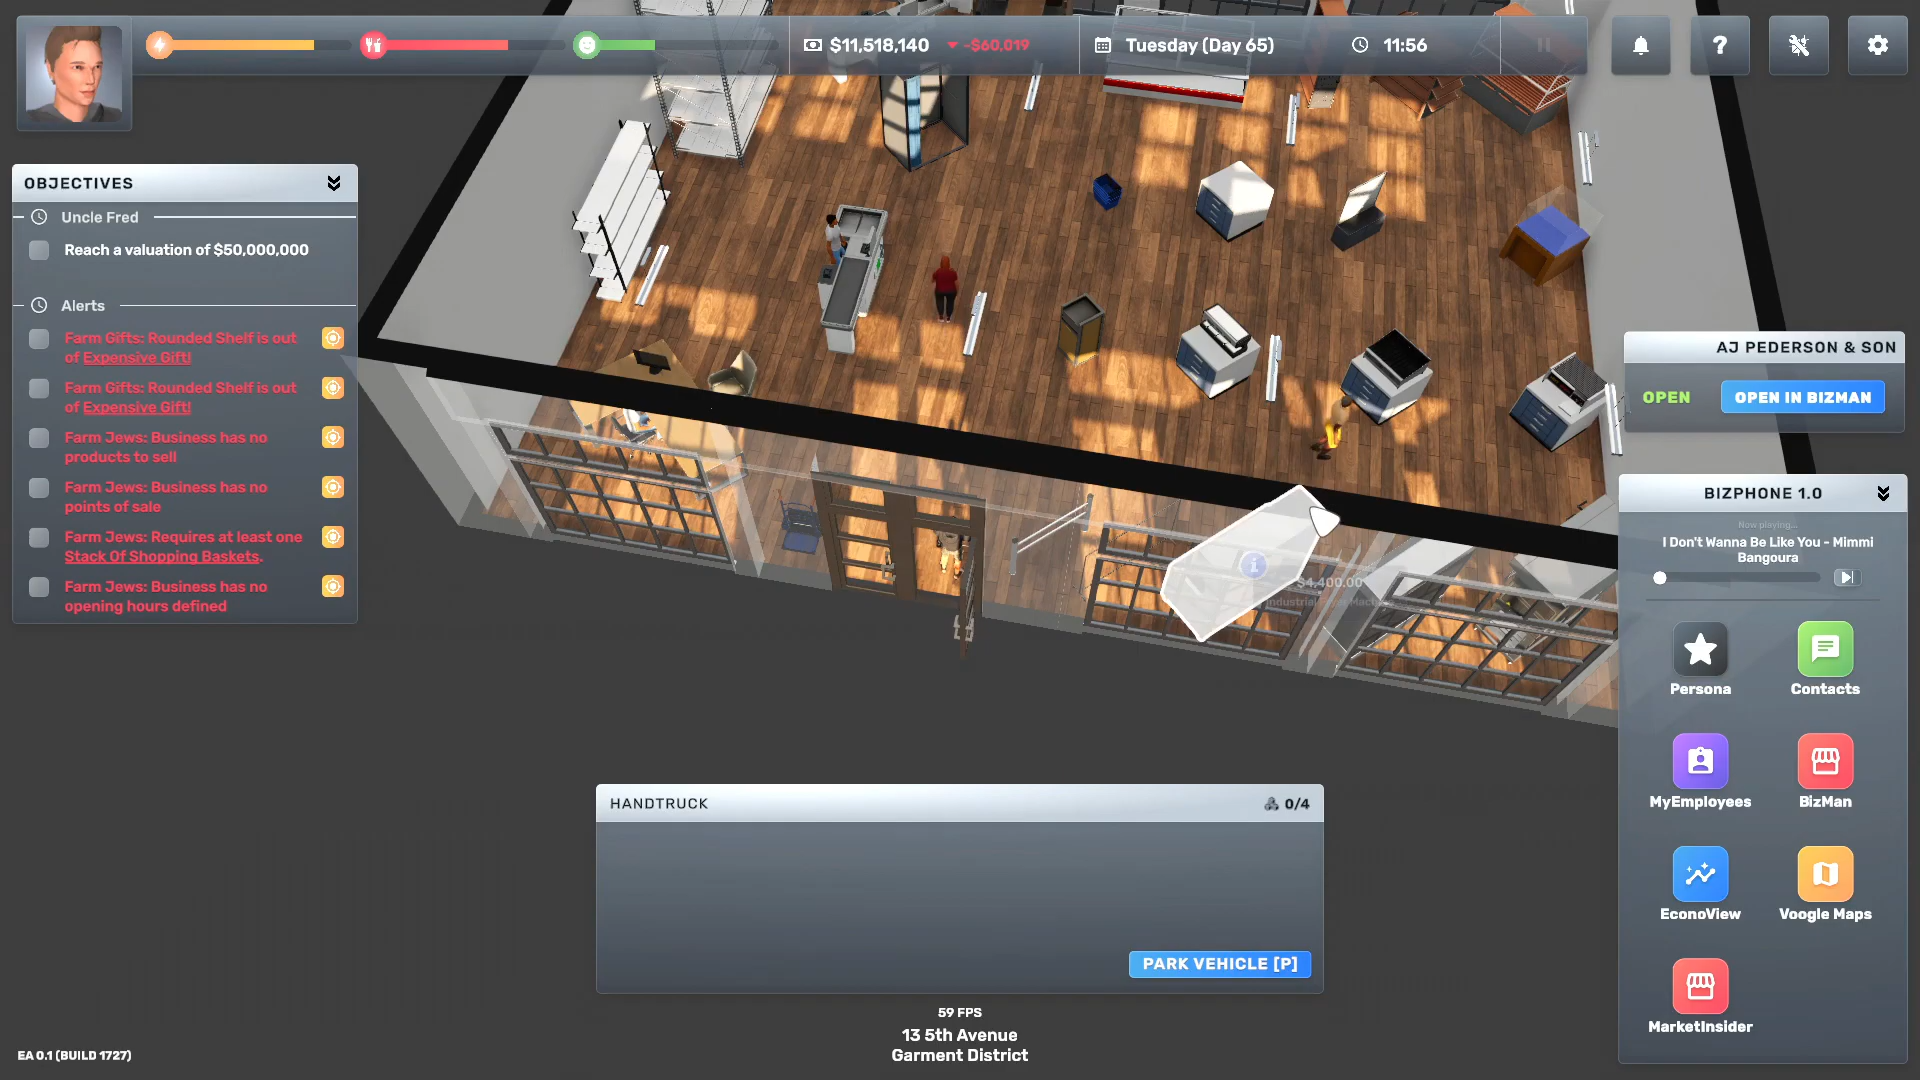 $11,518,140
-$60,019
Tuesday (Day 65)
11:56
?
OBJECTIVES
Uncle Fred
Reach a valuation of $50,000,000
Alerts
Farm Gifts: Rounded Shelf is out
of Expensive Gift!
Farm Gifts: Rounded Shelf is out
of Expensive Gift!
Farm Jews: Business has no
products to sell
Farm Jews: Business has no
points of sale
Farm Jews: Requires at least one
Stack Of Shopping Baskets.
Farm Jews: Business has no
opening hours defined
AJ PEDERSON & SON
OPEN
OPEN IN BIZMAN
BIZPHONE 1.0
Now playing...
I Don't Wanna Be Like You - Mimmi
Bangoura
Persona
Contacts
MyEmployees
BizMan
EconoView
Voogle Maps
MarketInsider
$4,400.00
Industrial Fryer Machine
HANDTRUCK
0/4
PARK VEHICLE [P]
59 FPS
13 5th Avenue
Garment District
EA 0.1 (BUILD 1727)